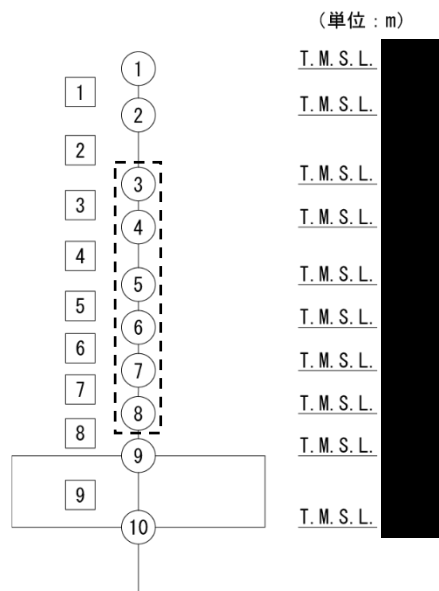 (単位：m)
① T.M.S.L.
1
② T.M.S.L.
2
③ T.M.S.L.
3
④ T.M.S.L.
4
⑤ T.M.S.L.
5
⑥ T.M.S.L.
6
⑦ T.M.S.L.
7
⑧ T.M.S.L.
8
⑨ T.M.S.L.
9
⑩ T.M.S.L.